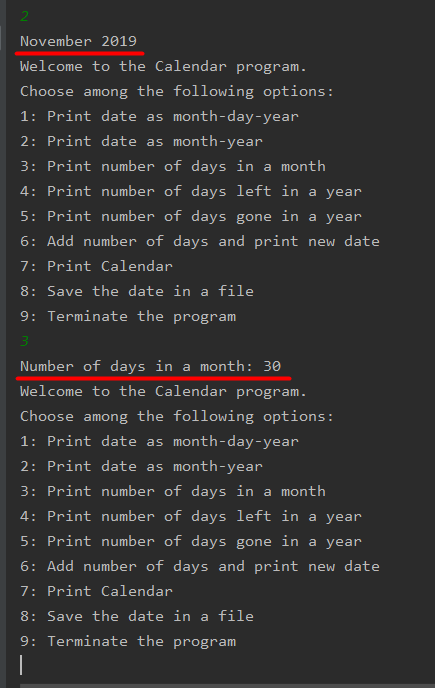 2
November 2019
Welcome to the Calendar program.
Choose among the following options:
1: Print date as month-day-year
2: Print date as month-year
3: Print number of days in a month
4: Print number of days left in a year
5: Print number of days gone in a year
6: Add number of days and print new date
7: Print Calendar
8: Save the date in a file
9: Terminate the program
3
Number of days in a month: 30
Welcome to the Calendar program.
Choose among the following options:
1: Print date as month-day-year
2: Print date as month-year
3: Print number of days in a month
4: Print number of days left in a year
5: Print number of days gone in a year
6: Add number of days and print new date
7: Print Calendar
8: Save the date in a file
9: Terminate the program